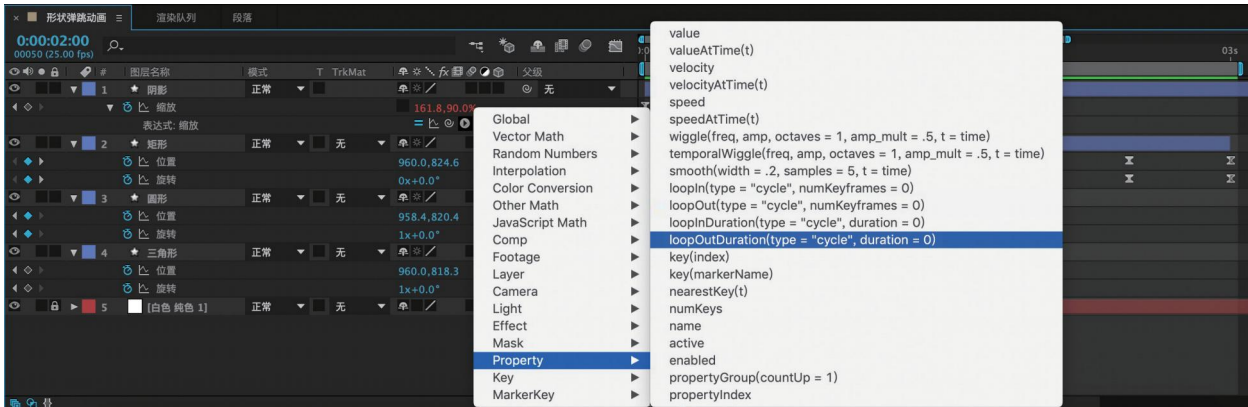 × 形状弹跳动画 ≡ 渲染队列 段落
0:00:02:00
00050 (25.00 fps)
03s
# 图层名称 模式 T TrkMat fx 父级
1 阴影 正常 无
缩放 161.8,90.0%
表达式: 缩放
2 矩形 正常 无
位置 960.0,824.6
旋转 0x+0.0°
3 圆形 正常 无
位置 958.4,820.4
旋转 1x+0.0°
4 三角形 正常 无
位置 960.0,818.3
旋转 1x+0.0°
5 [白色 纯色 1] 正常 无
Global
Vector Math
Random Numbers
Interpolation
Color Conversion
Other Math
JavaScript Math
Comp
Footage
Layer
Camera
Light
Effect
Mask
Property
Key
MarkerKey
value
valueAtTime(t)
velocity
velocityAtTime(t)
speed
speedAtTime(t)
wiggle(freq, amp, octaves = 1, amp_mult = .5, t = time)
temporalWiggle(freq, amp, octaves = 1, amp_mult = .5, t = time)
smooth(width = .2, samples = 5, t = time)
loopIn(type = "cycle", numKeyframes = 0)
loopOut(type = "cycle", numKeyframes = 0)
loopInDuration(type = "cycle", duration = 0)
loopOutDuration(type = "cycle", duration = 0)
key(index)
key(markerName)
nearestKey(t)
numKeys
name
active
enabled
propertyGroup(countUp = 1)
propertyIndex